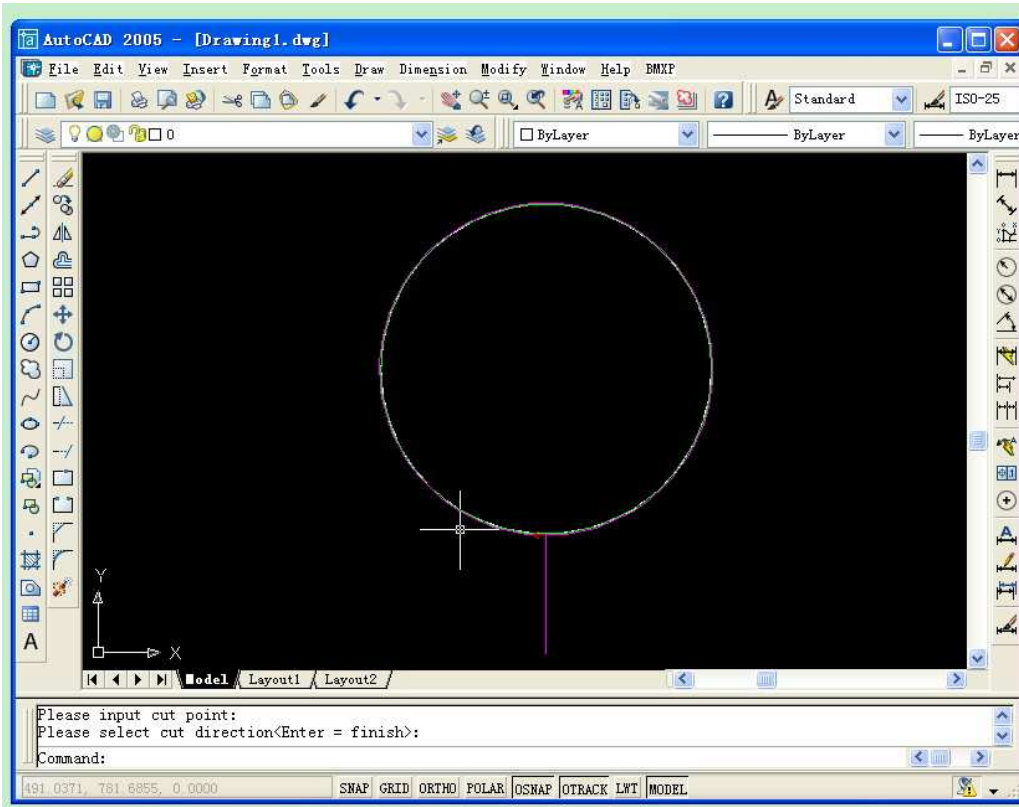 AutoCAD 2005 - [Drawing1.dwg]
File Edit View Insert Format Tools Draw Dimension Modify Window Help BMXP
Standard ISO-25
0 ByLayer ByLayer ByLayer
Y
X
A
Model Layout1 Layout2
Please input cut point:
Please select cut direction<Enter = finish>:
Command:
491.0371, 781.6855, 0.0000 SNAP GRID ORTHO POLAR OSNAP OTRACK LWT MODEL